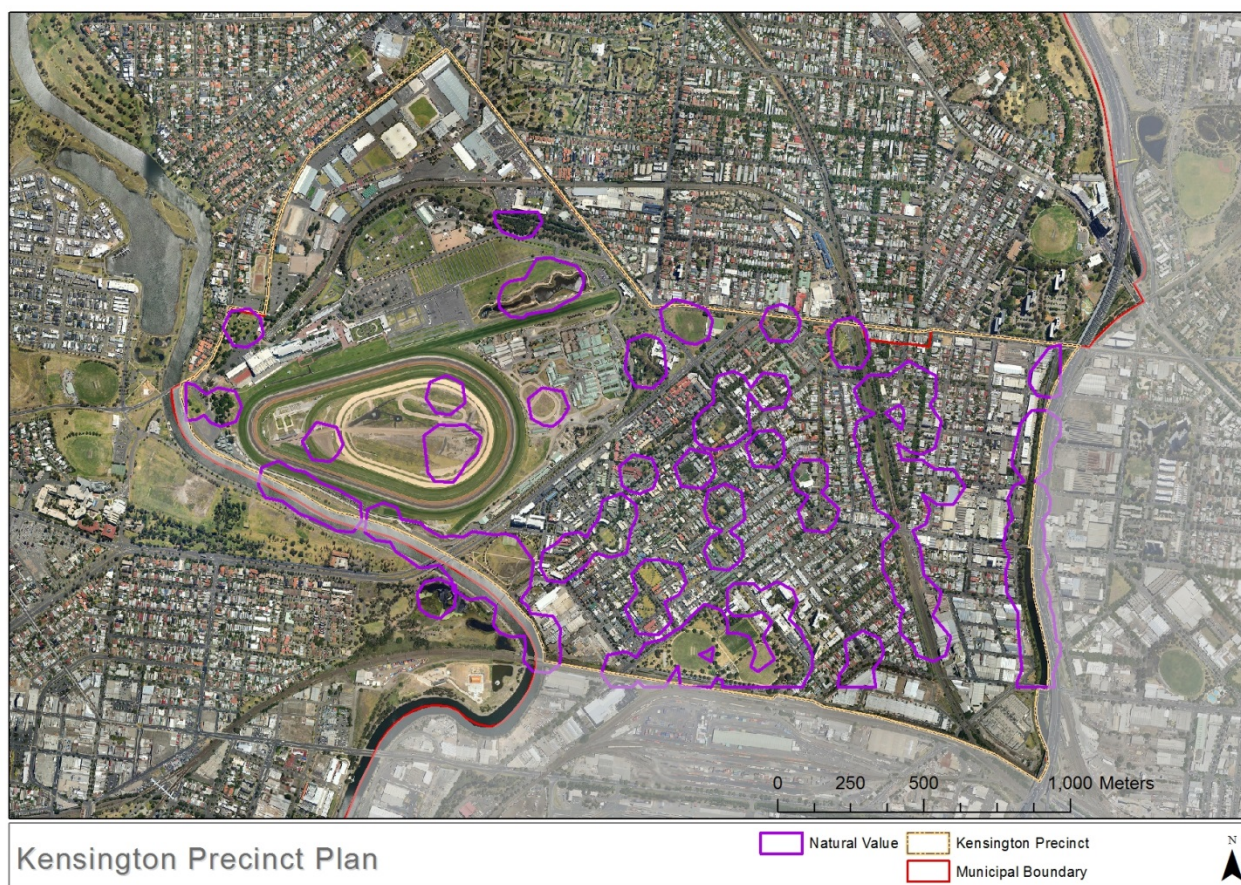 0 250 500 1,000 Meters
Kensington Precinct Plan
Natural Value
Kensington Precinct
Municipal Boundary
N